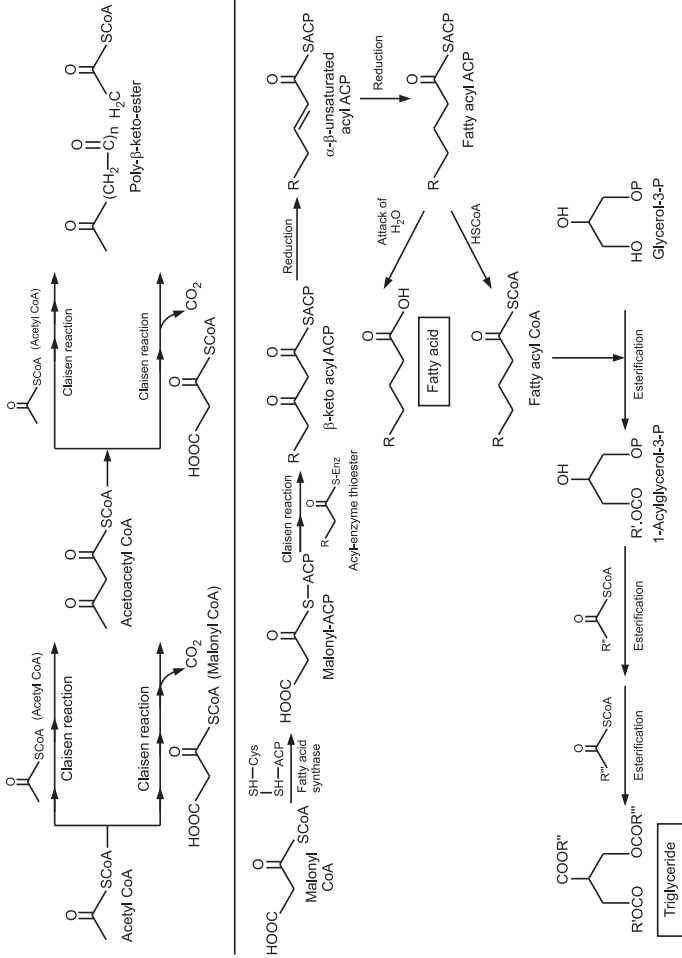 O
SCoA
Acetyl CoA
O
SCoA (Acetyl CoA)
Claisen reaction
Claisen reaction
CO2
O
HOOC
SCoA (Malonyl CoA)
O
O
SCoA
Acetoacetyl CoA
O
SCoA (Acetyl CoA)
Claisen reaction
Claisen reaction
CO2
O
HOOC
SCoA
O
(CH2
O
C)n
H2C
O
SCoA
Poly-β-keto-ester
HOOC
O
SCoA
Malonyl
CoA
SH—Cys
SH—ACP
Fatty acid
synthase
HOOC
O
S—ACP
Malonyl-ACP
Claisen reaction
O
R
S-Enz
Acyl-enzyme thioester
R
O
O
SACP
β-keto acyl ACP
Reduction
R
O
SACP
α-β-unsaturated
acyl ACP
Reduction
R
O
SACP
Fatty acyl ACP
Attack of
H2O
HSCoA
R
O
OH
Fatty acid
R
O
SCoA
Fatty acyl CoA
OH
HO
OP
Glycerol-3-P
Esterification
OH
R'.OCO
OP
1-Acylglycerol-3-P
O
R''
SCoA
Esterification
O
R'''
SCoA
Esterification
COOR''
R'OCO
OCOR'''
Triglyceride